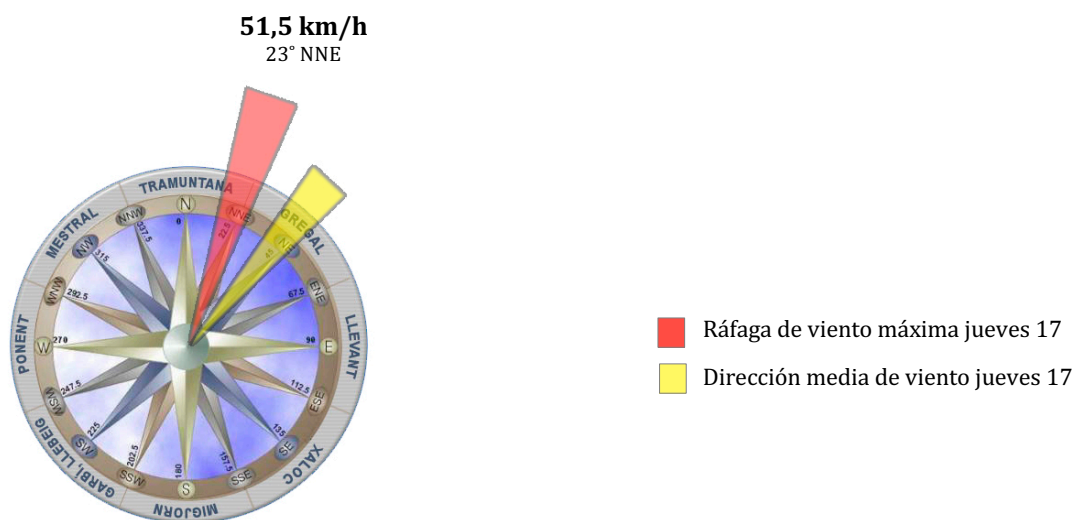 51,5 km/h
23° NNE
TRAMUNTANA
GREGAL
LLEVANT
XALOC
MIGJORN
GARBÍ, LLEBEIG
PONENT
MESTRAL
N
NNE
NE
ENE
E
ESE
SE
SSE
S
SSW
SW
WSW
W
WNW
NW
NNW
0
22.5
45
67.5
90
112.5
135
157.5
180
202.5
225
247.5
270
292.5
315
337.5
Ráfaga de viento máxima jueves 17
Dirección media de viento jueves 17